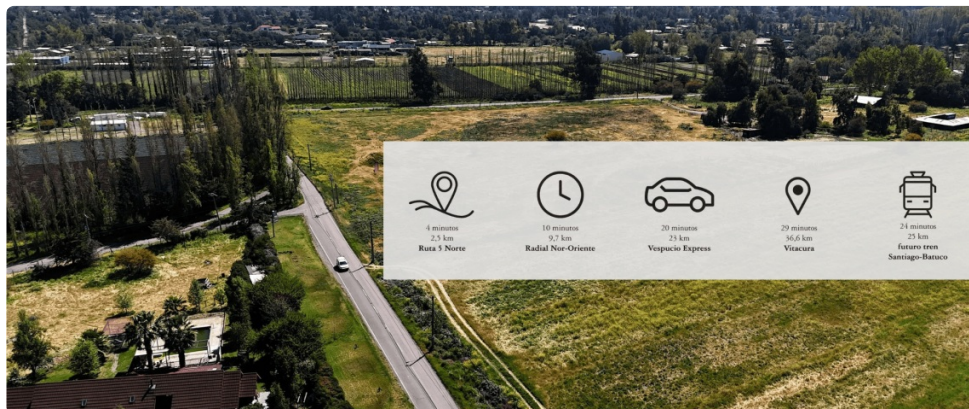 4 minutos
2,5 km
Ruta 5 Norte
10 minutos
9,7 km
Radial Nor-Oriente
20 minutos
23 km
Vespucio Express
29 minutos
36,6 km
Vitacura
24 minutos
25 km
futuro tren
Santiago-Batuco